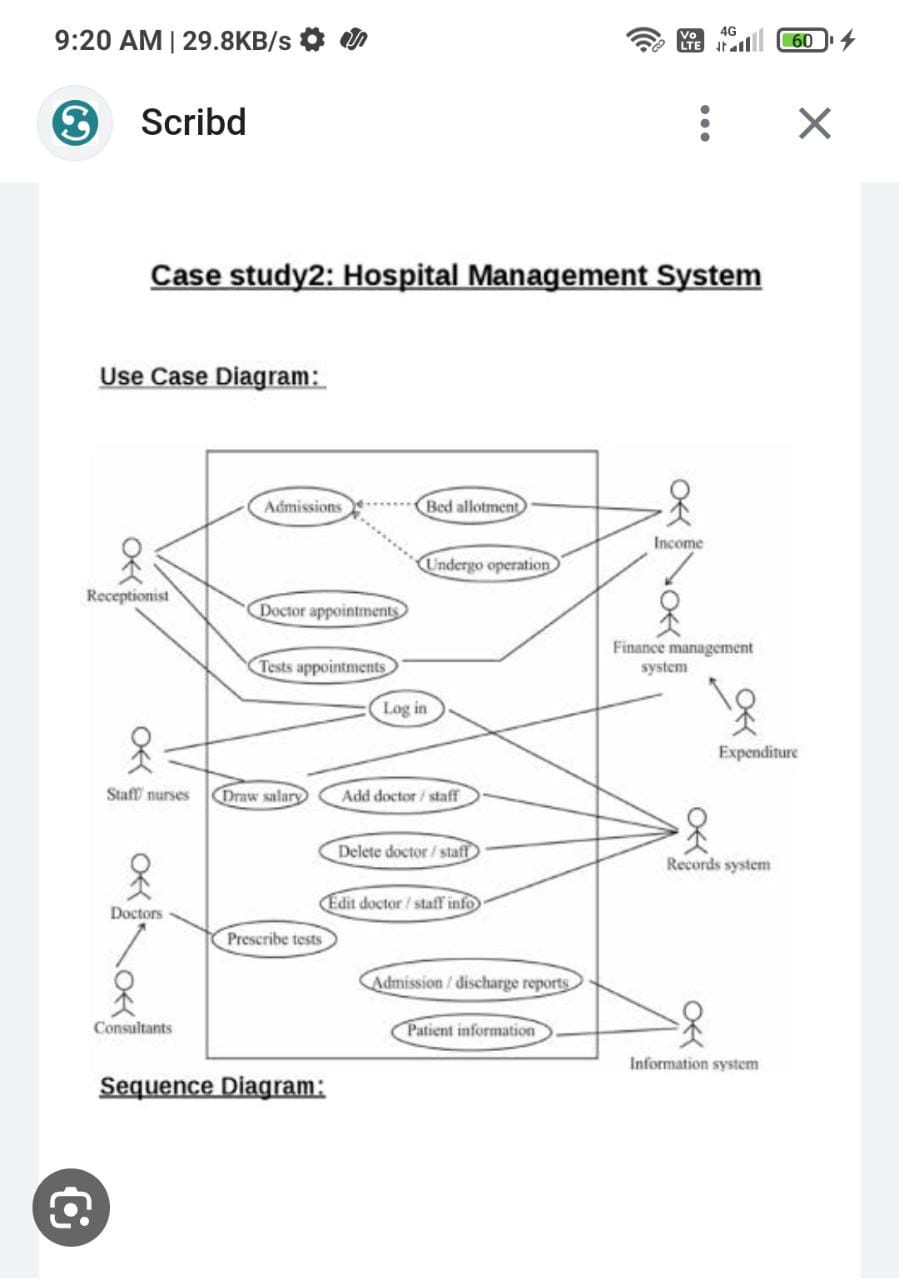 9:20 AM | 29.8KB/s
Vo LTE 4G 60
Scribd
Case study2: Hospital Management System
Use Case Diagram:
Admissions
Bed allotment
Income
Undergo operation
Receptionist
Doctor appointments
Finance management
system
Tests appointments
Log in
Expenditure
Staff/ nurses
Draw salary
Add doctor / staff
Delete doctor / staff
Records system
Edit doctor / staff info
Doctors
Prescribe tests
Admission / discharge reports
Consultants
Patient information
Information system
Sequence Diagram: